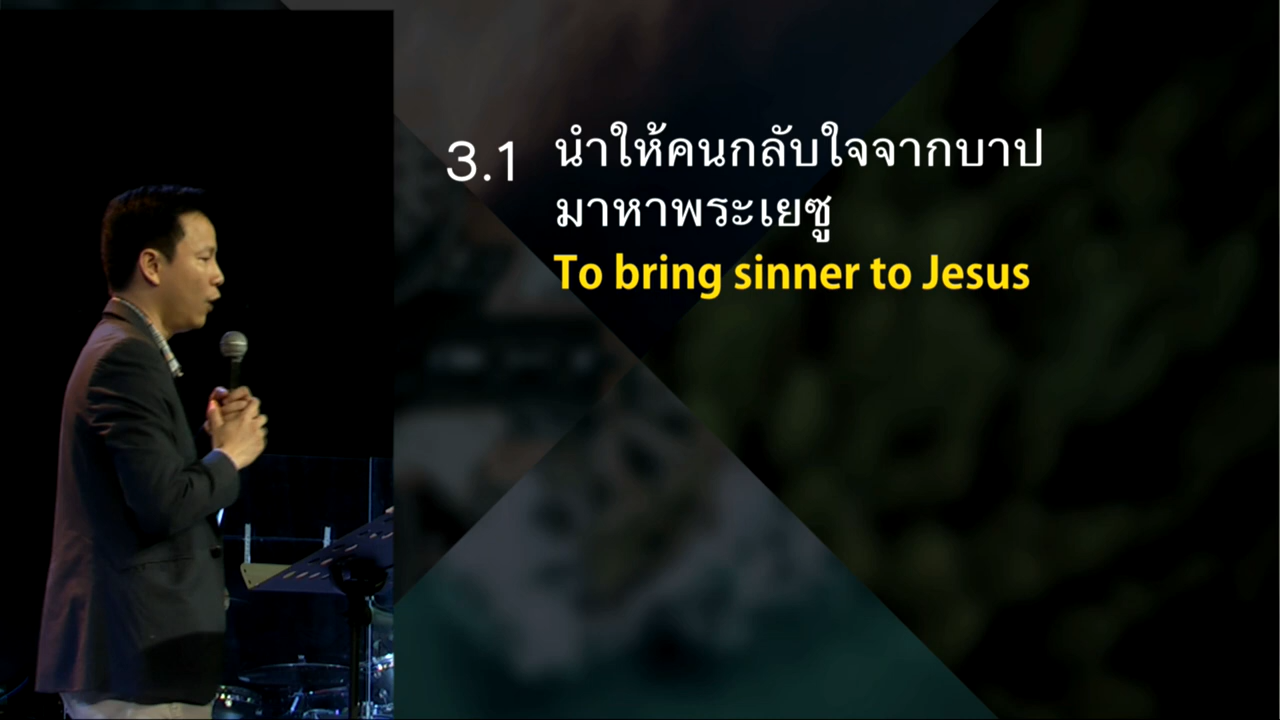 3.1 นำให้คนกลับใจจากบาป
มาหาพระเยซู
To bring sinner to Jesus